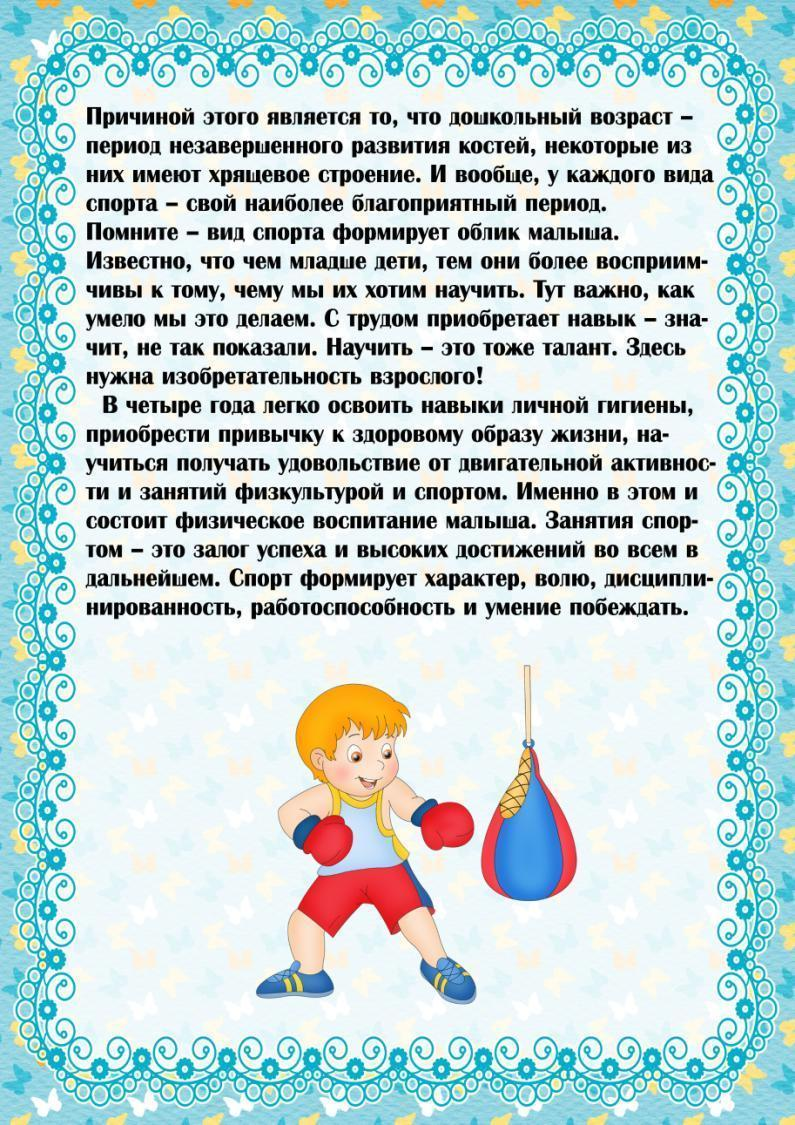 Причиной этого является то, что дошкольный возраст –
период незавершенного развития костей, некоторые из
них имеют хрящевое строение. И вообще, у каждого вида
спорта – свой наиболее благоприятный период.
Помните – вид спорта формирует облик малыша.
Известно, что чем младше дети, тем они более восприим-
чивы к тому, чему мы их хотим научить. Тут важно, как
умело мы это делаем. С трудом приобретает навык – зна-
чит, не так показали. Научить – это тоже талант. Здесь
нужна изобретательность взрослого!
В четыре года легко освоить навыки личной гигиены,
приобрести привычку к здоровому образу жизни, на-
учиться получать удовольствие от двигательной активнос-
ти и занятий физкультурой и спортом. Именно в этом и
состоит физическое воспитание малыша. Занятия спор-
том – это залог успеха и высоких достижений во всем в
дальнейшем. Спорт формирует характер, волю, дисципли-
нированность, работоспособность и умение побеждать.